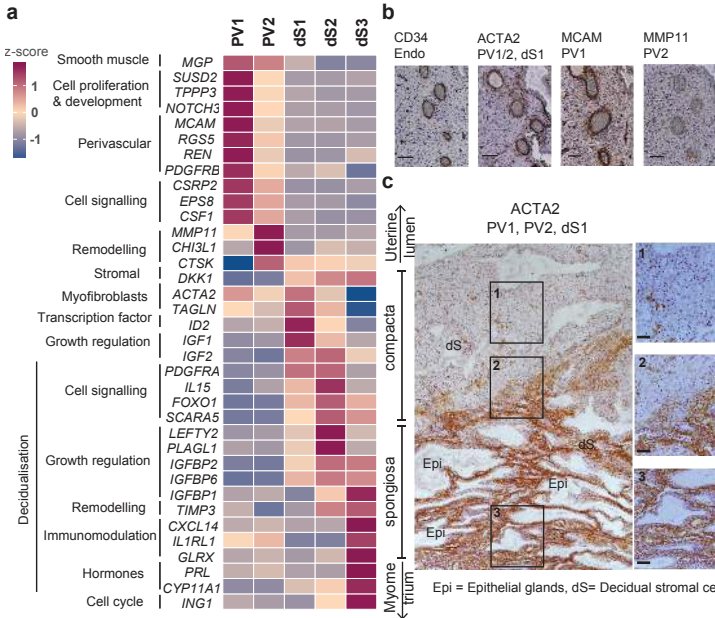 a
z-score
1
0
-1
PV1
PV2
dS1
dS2
dS3
Smooth muscle
MGP
Cell proliferation
& development
SUSD2
TPPP3
NOTCH3
Perivascular
MCAM
RGS5
REN
PDGFRB
Cell signalling
CSRP2
EPS8
CSF1
Remodelling
MMP11
CHI3L1
CTSK
Stromal
DKK1
Myofibroblasts
ACTA2
TAGLN
Transcription factor
ID2
Growth regulation
IGF1
IGF2
Decidualisation
Cell signalling
PDGFRA
IL15
FOXO1
SCARA5
Growth regulation
LEFTY2
PLAGL1
IGFBP2
IGFBP6
IGFBP1
Remodelling
TIMP3
Immunomodulation
CXCL14
IL1RL1
GLRX
Hormones
PRL
CYP11A1
Cell cycle
ING1
b
CD34
Endo
ACTA2
PV1/2, dS1
MCAM
PV1
MMP11
PV2
c
ACTA2
PV1, PV2, dS1
Uterine
lumen
compacta
spongiosa
Myome
trium
1
dS
2
dS
Epi
Epi
3
Epi
1
2
3
Epi = Epithelial glands, dS= Decidual stromal ce